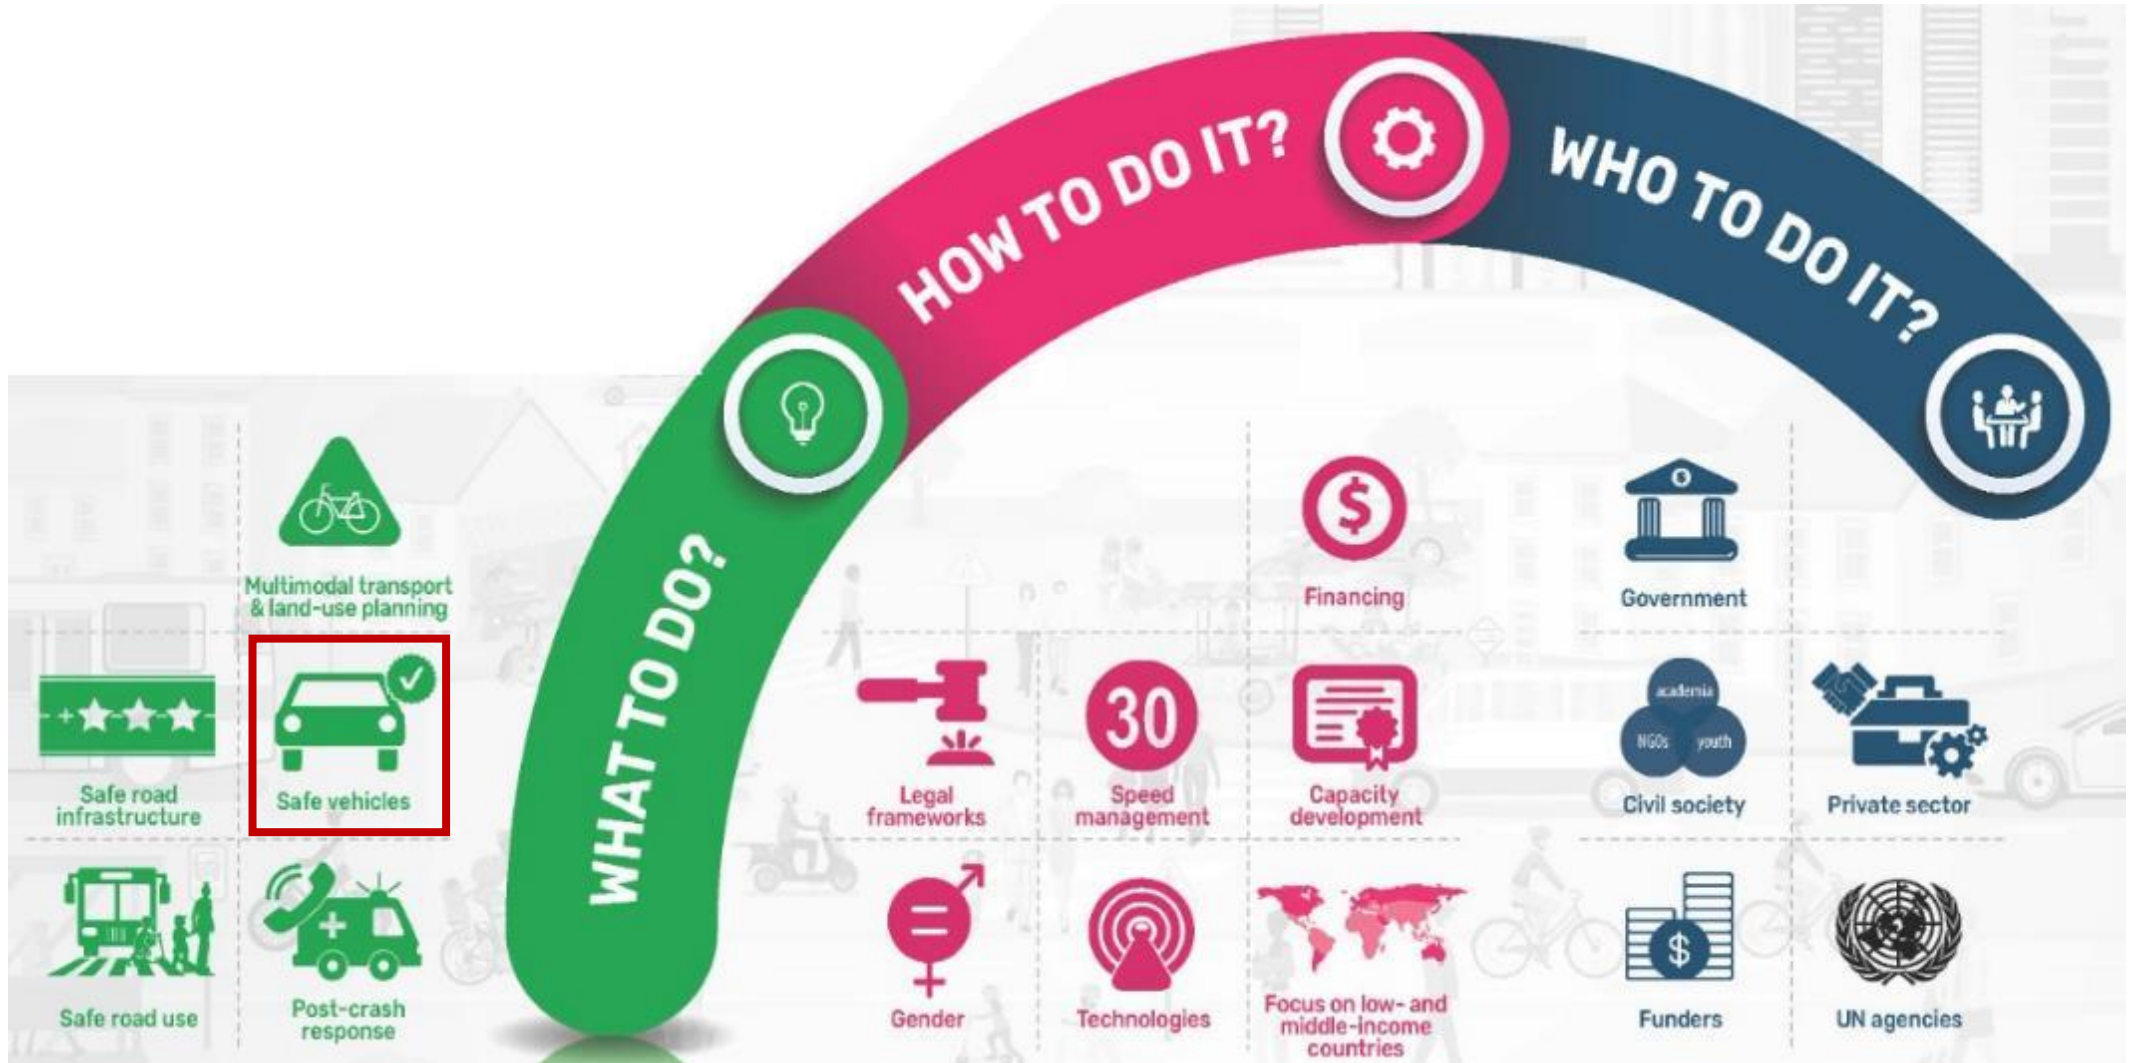 WHAT TO DO?
HOW TO DO IT?
WHO TO DO IT?
Multimodal transport
& land-use planning
Safe road
infrastructure
Safe vehicles
Safe road use
Post-crash
response
$
Financing
Legal
frameworks
30
Speed
management
Capacity
development
Gender
Technologies
Focus on low- and
middle-income
countries
$
Government
academia
NGOs youth
Civil society
Private sector
$
Funders
UN agencies